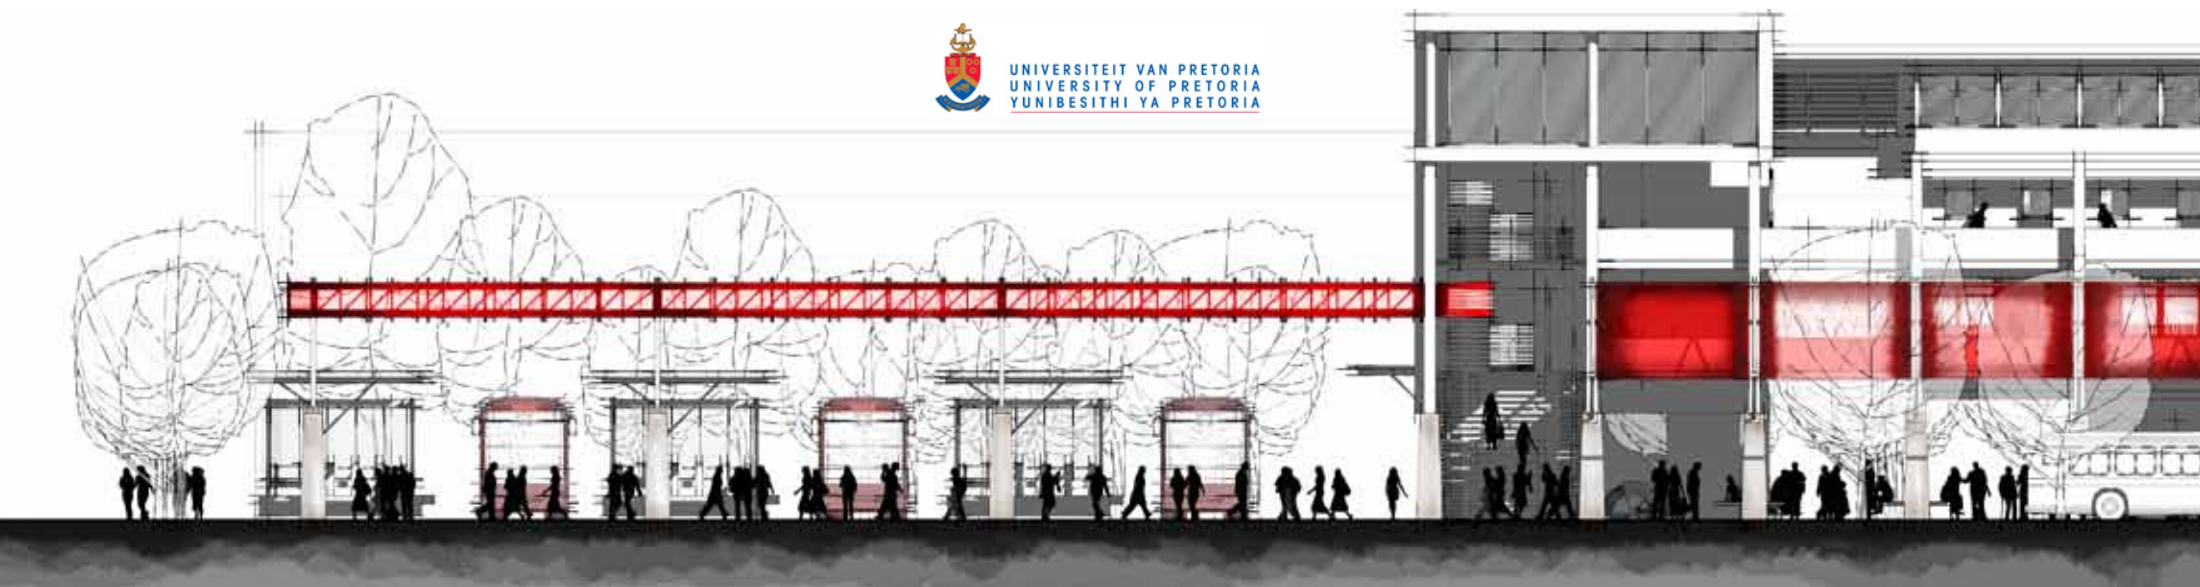 UNIVERSITEIT VAN PRETORIA
UNIVERSITY OF PRETORIA
YUNIBESITHI YA PRETORIA